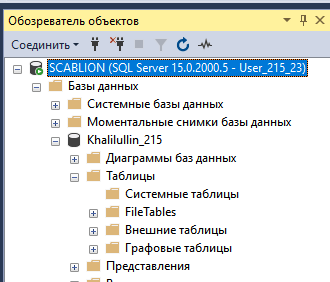 Обозреватель объектов
Соединить
SCABLION (SQL Server 15.0.2000.5 - User_215_23)
Базы данных
Системные базы данных
Моментальные снимки базы данных
Khalilullin_215
Диаграммы баз данных
Таблицы
Системные таблицы
FileTables
Внешние таблицы
Графовые таблицы
Представления